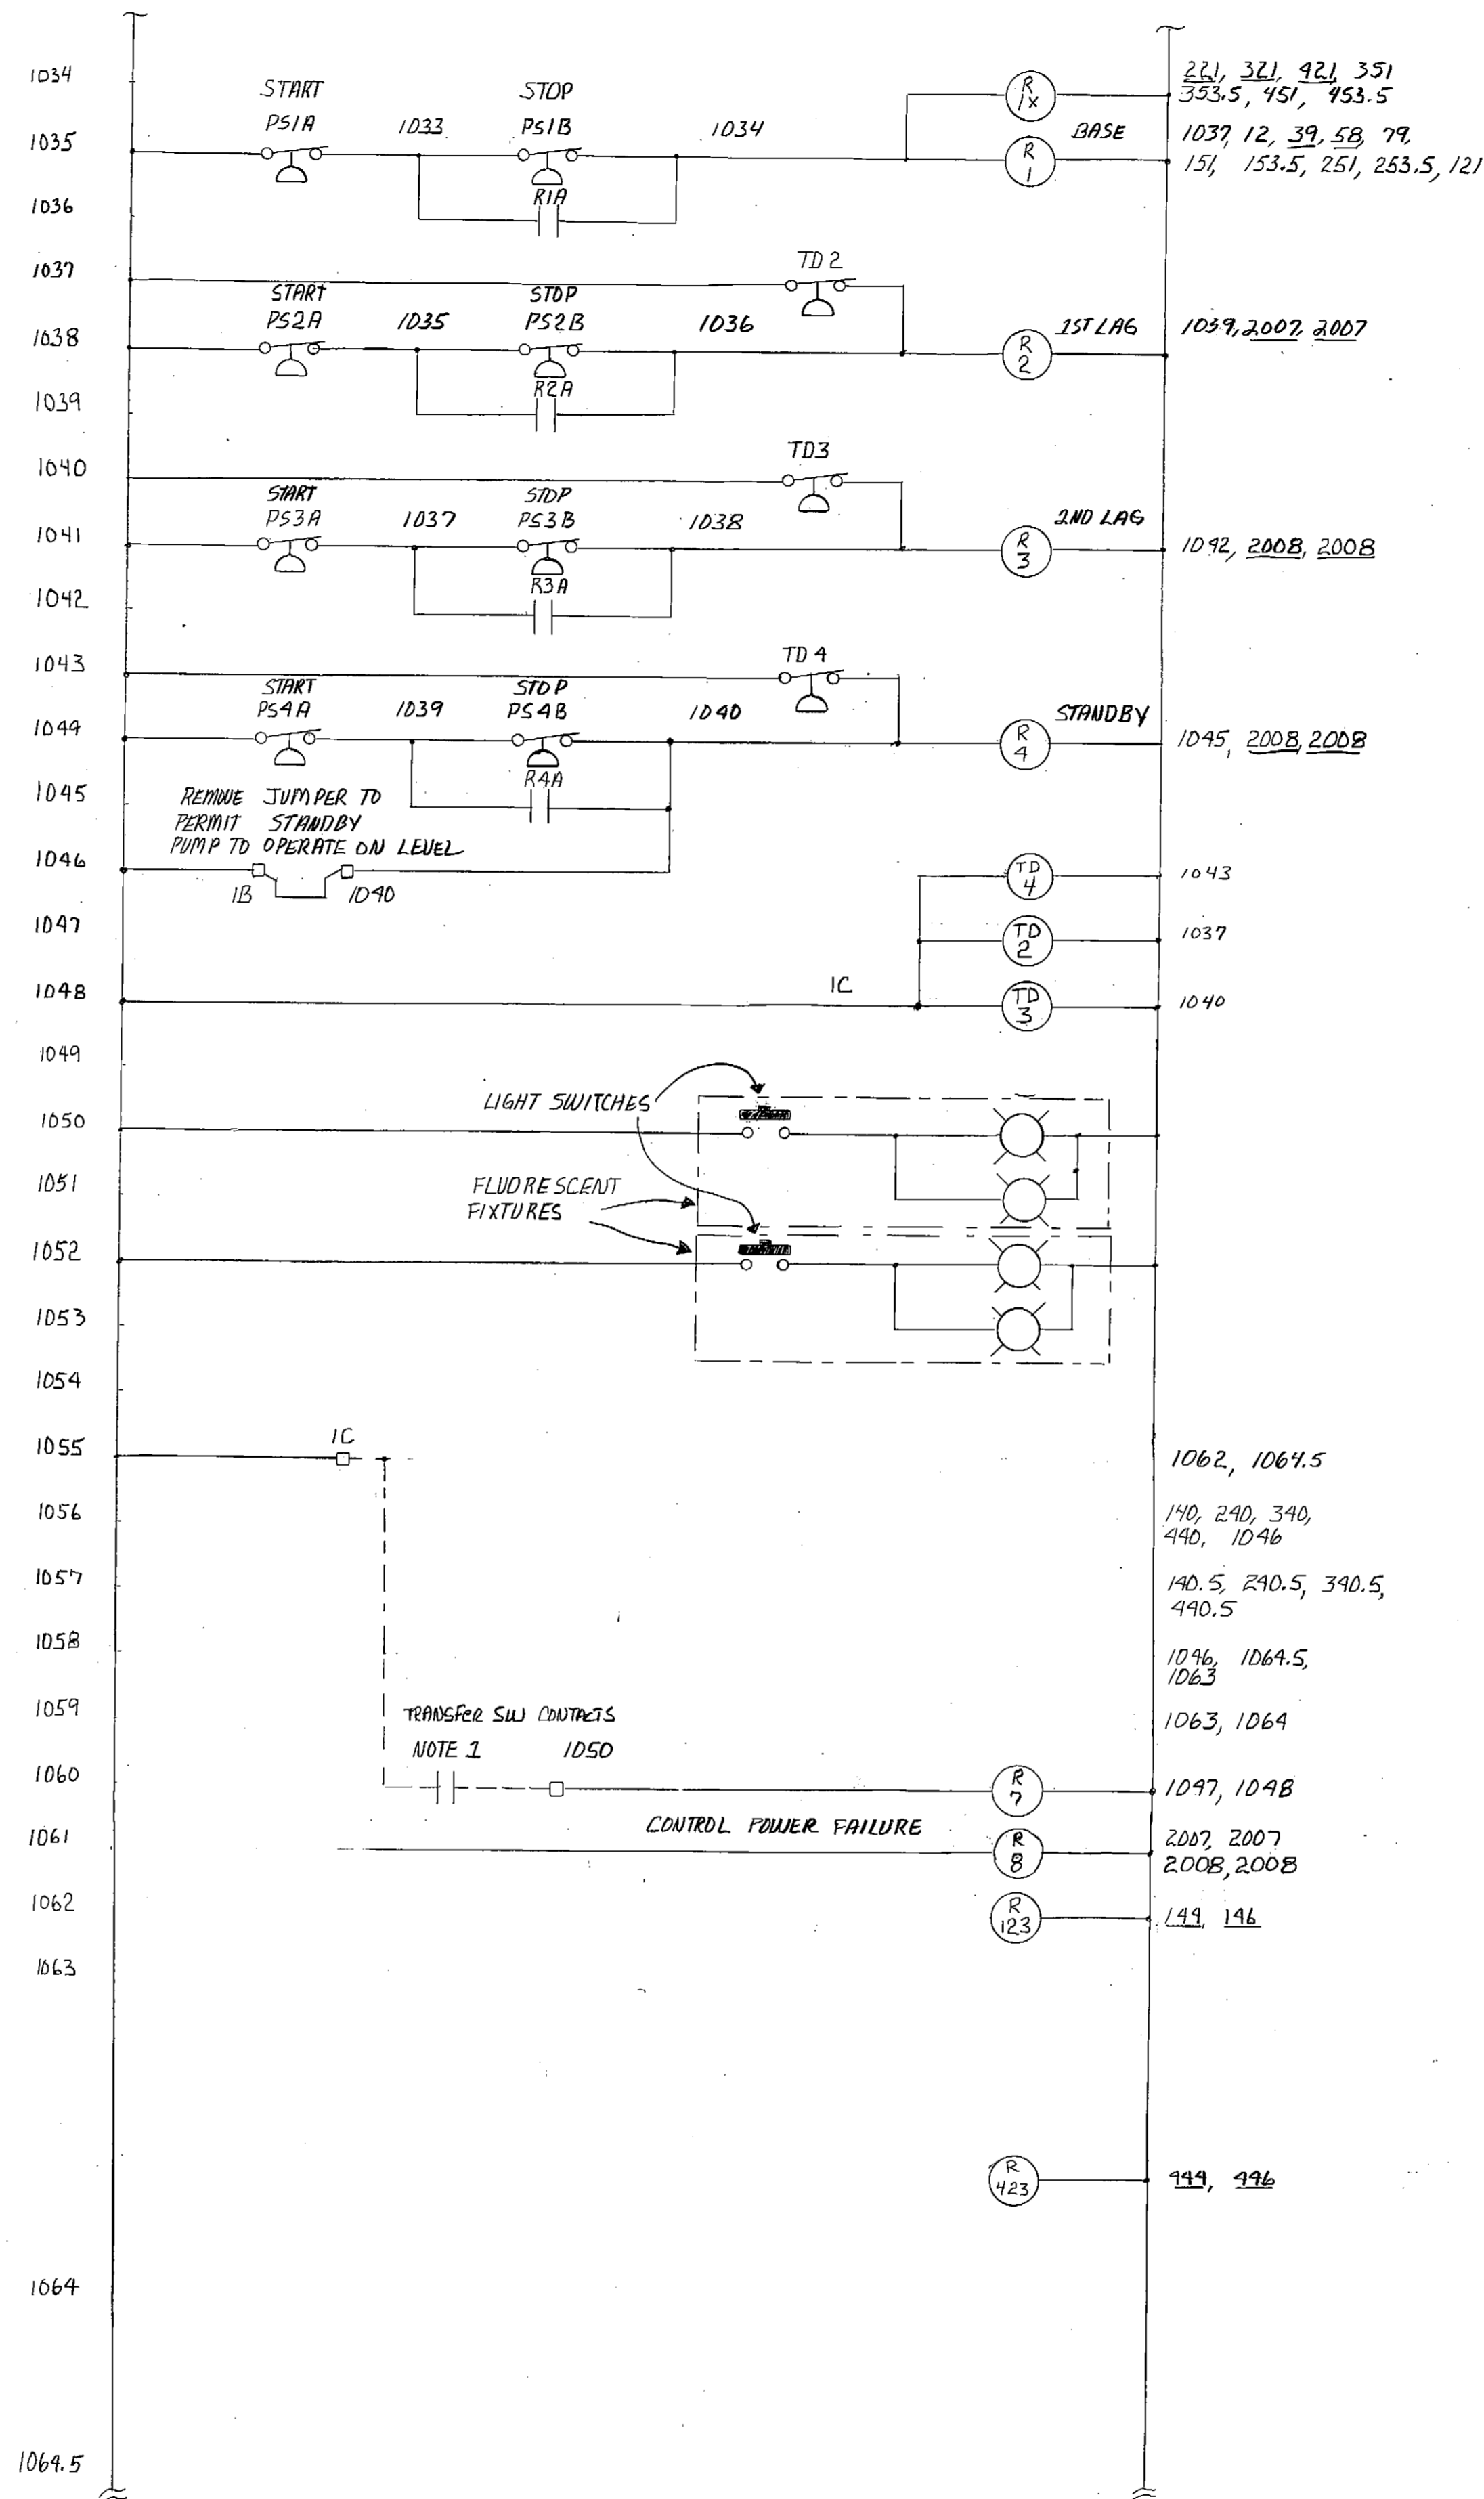 1034
START
STOP
R
1X
221, 321, 421, 351
353.5, 451, 453.5
1035
PS1A
1033
PS1B
1034
R
1
BASE
1037, 12, 39, 58, 79,
151, 153.5, 251, 253.5, 121
1036
R1A
1037
TD2
START
STOP
1038
PS2A
1035
PS2B
1036
R
2
1ST LAG
1039, 2007, 2007
1039
R2A
1040
TD3
START
STOP
1041
PS3A
1037
PS3B
1038
R
3
2ND LAG
1042, 2008, 2008
1042
R3A
1043
TD4
START
STOP
1044
PS4A
1039
PS4B
1040
R
4
STANDBY
1045, 2008, 2008
1045
R4A
REMOVE JUMPER TO
PERMIT STANDBY
PUMP TO OPERATE ON LEVEL
1046
1B
1040
TD
4
1043
1047
TD
2
1037
1048
1C
TD
3
1040
1049
LIGHT SWITCHES
1050
1051
FLUORESCENT
FIXTURES
1052
1053
1054
1055
1C
1062, 1064.5
1056
140, 240, 340,
440, 1046
1057
140.5, 240.5, 340.5,
440.5
1058
1046, 1064.5,
1063
1059
TRANSFER SW CONTACTS
1063, 1064
NOTE 1
1050
1060
R
7
1047, 1048
1061
CONTROL POWER FAILURE
R
8
2007, 2007
2008, 2008
1062
R
123
144, 146
1063
R
423
444, 446
1064
1064.5